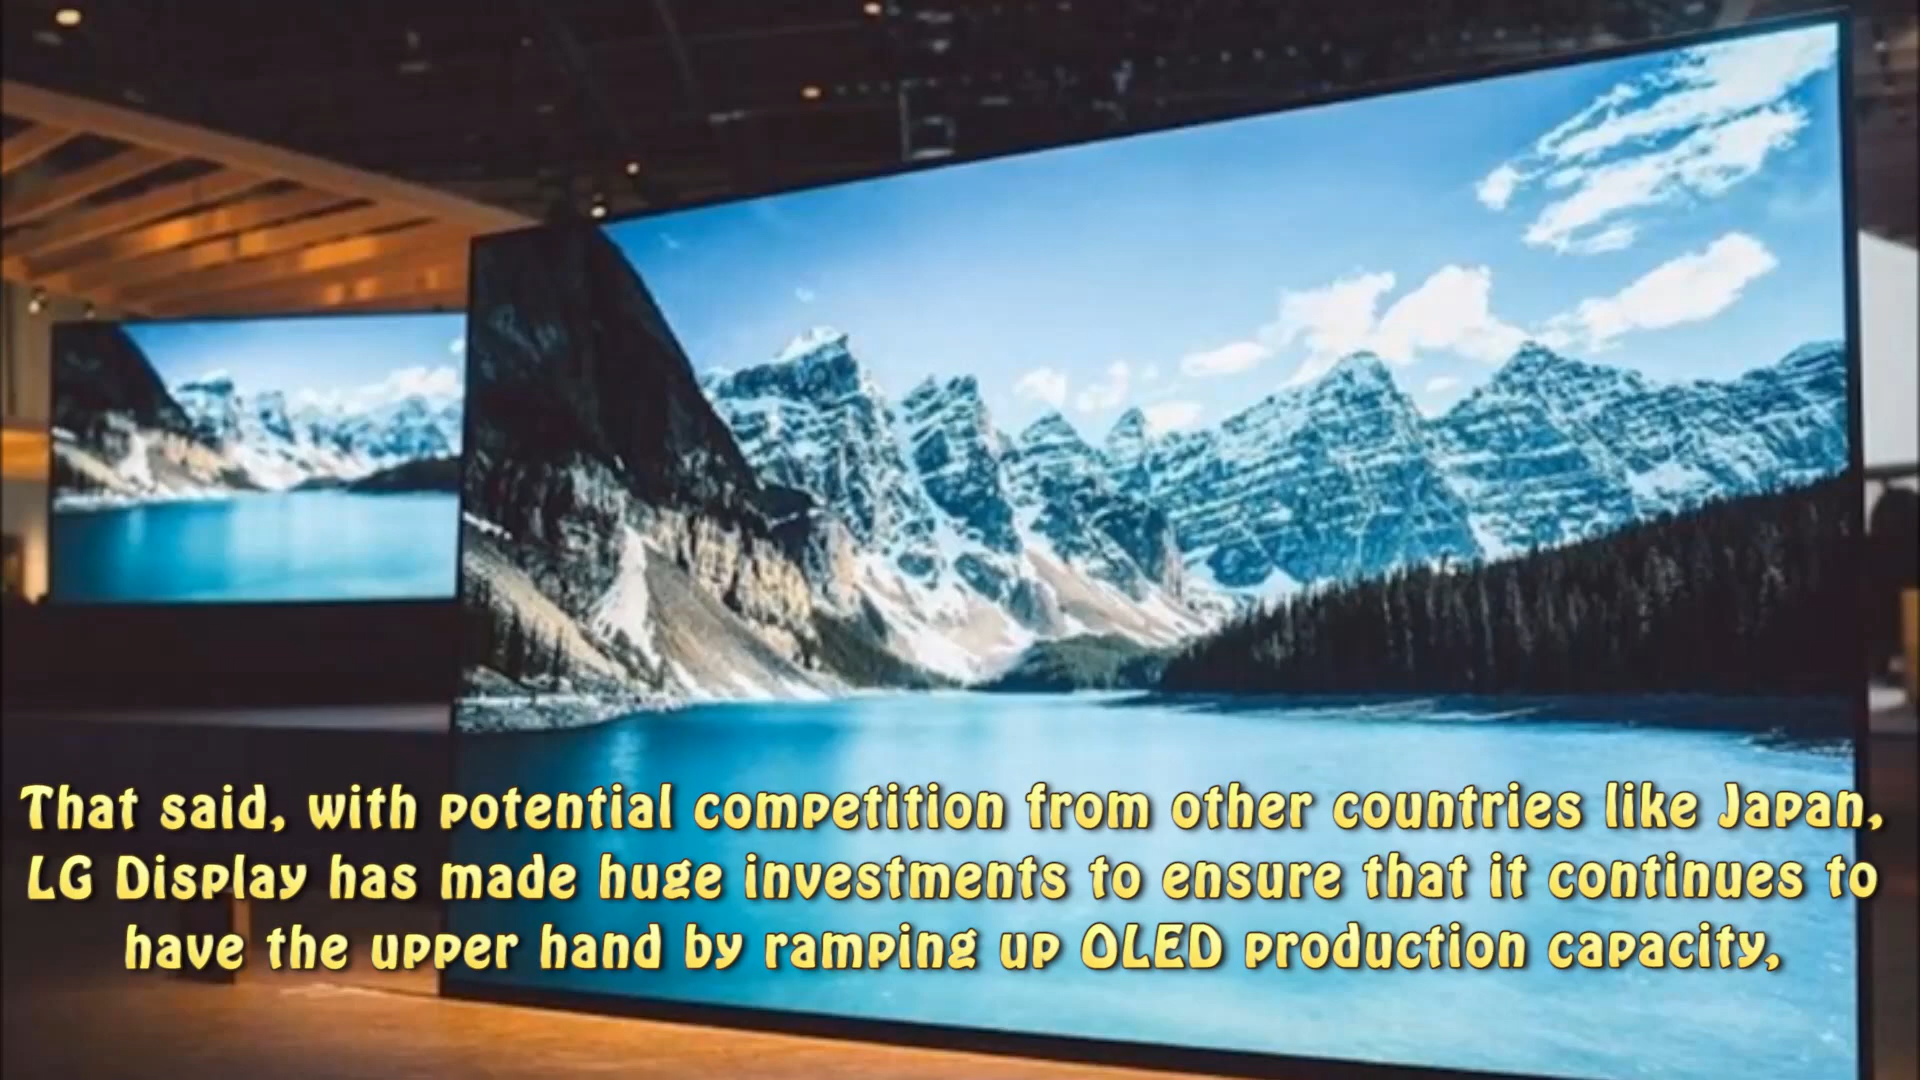 That said, with potential competition from other countries like Japan,
LG Display has made huge investments to ensure that it continues to
have the upper hand by ramping up OLED production capacity,